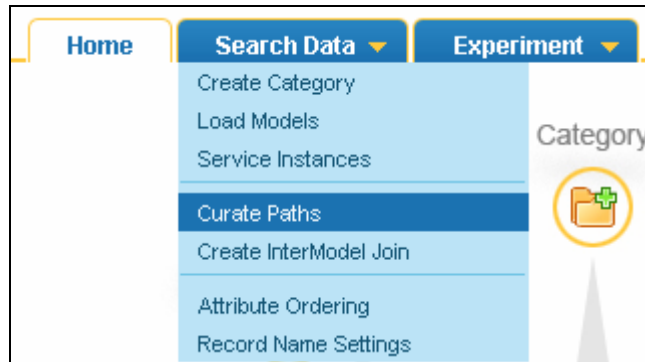 Home Search Data Experiment
Create Category
Load Models
Service Instances
Category
Curate Paths
Create InterModel Join
Attribute Ordering
Record Name Settings